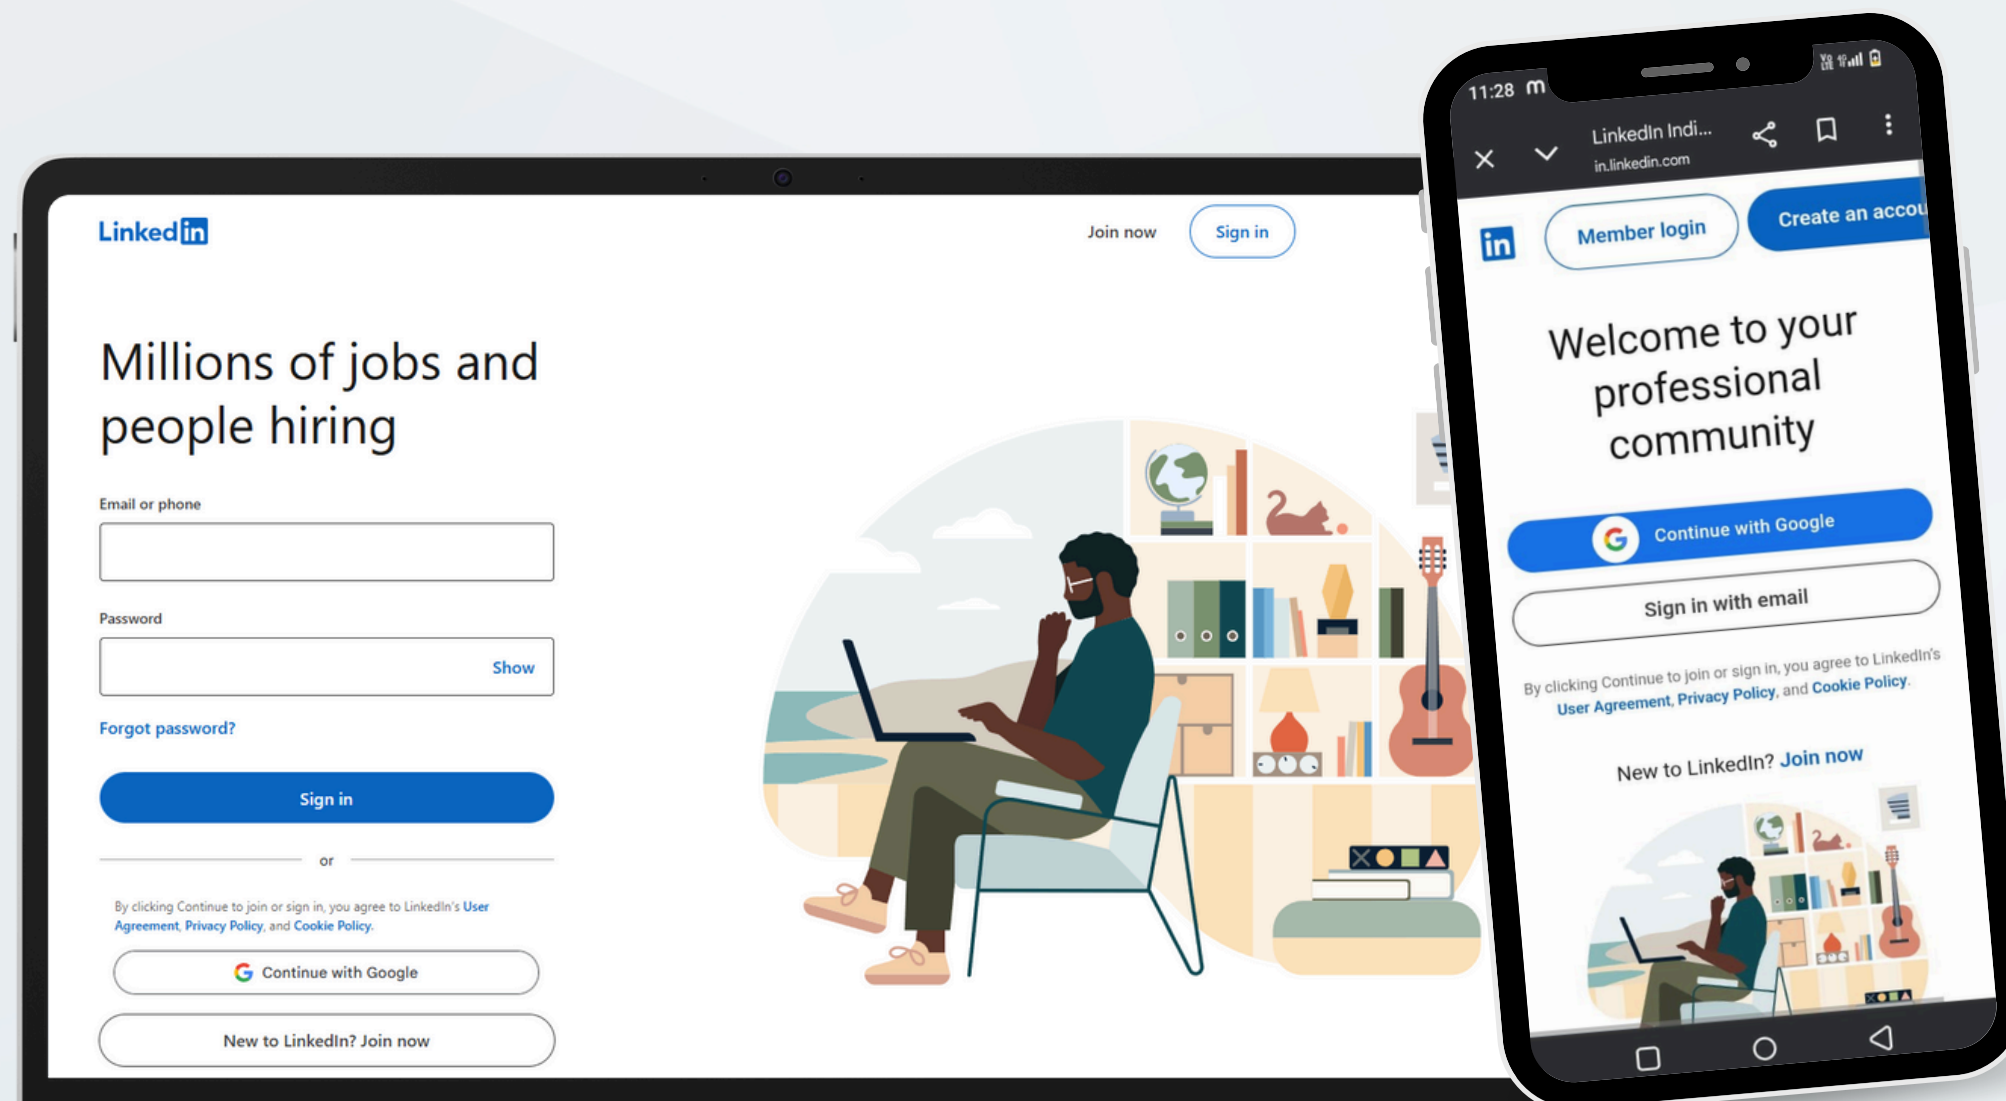 Linked in
Join now
Sign in
Millions of jobs and
people hiring
Email or phone
Password
Show
Forgot password?
Sign in
or
By clicking Continue to join or sign in, you agree to LinkedIn's User
Agreement, Privacy Policy, and Cookie Policy.
Continue with Google
New to LinkedIn? Join now
11:28 m
LinkedIn Indi...
in.linkedin.com
in
Member login
Create an accou
Welcome to your
professional
community
Continue with Google
Sign in with email
By clicking Continue to join or sign in, you agree to LinkedIn's
User Agreement, Privacy Policy, and Cookie Policy.
New to LinkedIn? Join now